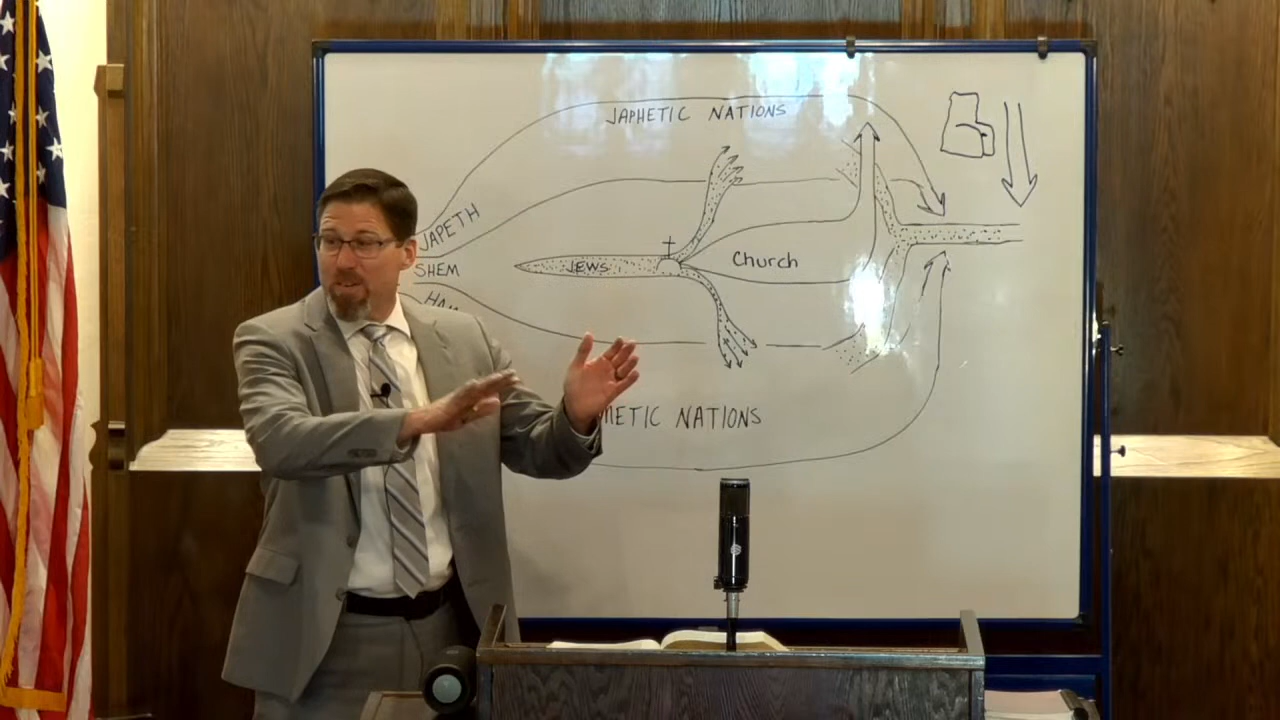 JAPHETIC NATIONS
JAPETH
SHEM
JEWS
Church
METIC NATIONS